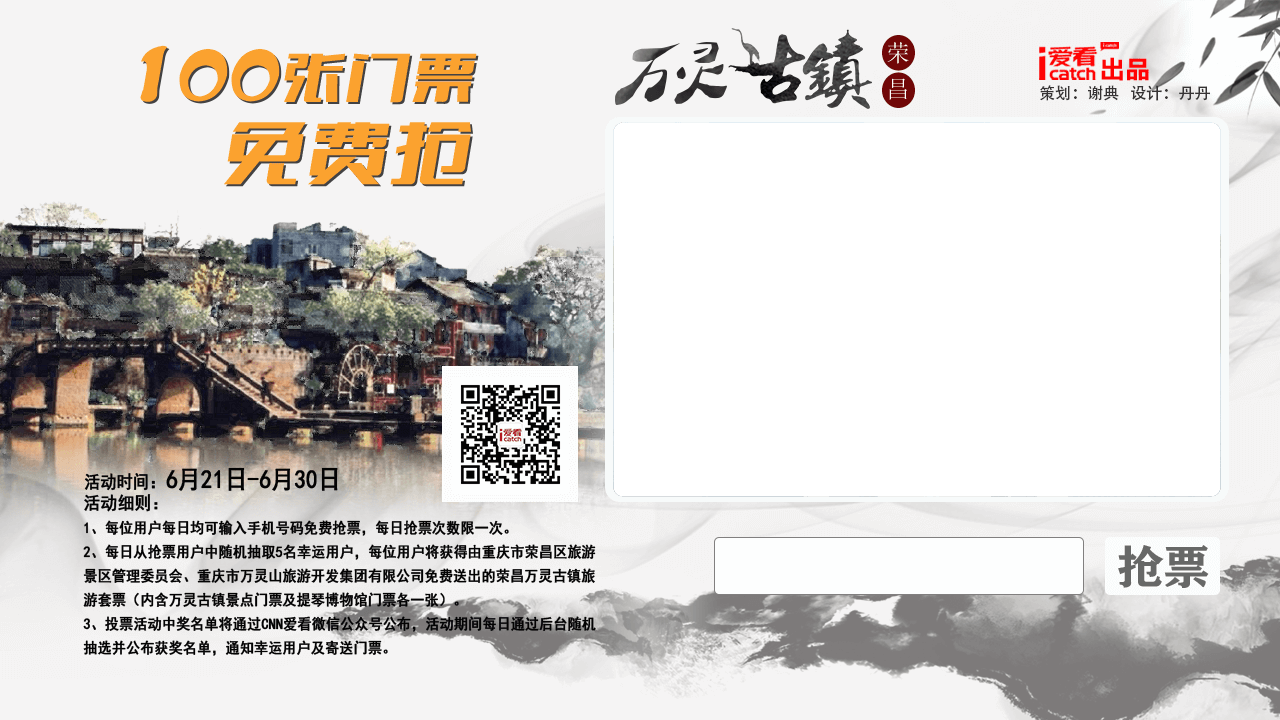 100张门票
免费抢
万灵古鎮
荣昌
i爱看catch 出品
策划：谢典 设计：丹丹
i爱看catch
活动时间：6月21日-6月30日
活动细则：
1、每位用户每日均可输入手机号码免费抢票，每日抢票次数限一次。
2、每日从抢票用户中随机抽取5名幸运用户，每位用户将获得由重庆市荣昌区旅游
景区管理委员会、重庆市万灵山旅游开发集团有限公司免费送出的荣昌万灵古镇旅
游套票（内含万灵古镇景点门票及提琴博物馆门票各一张）。
3、投票活动中奖名单将通过CNN爱看微信公众号公布，活动期间每日通过后台随机
抽选并公布获奖名单，通知幸运用户及寄送门票。
抢票